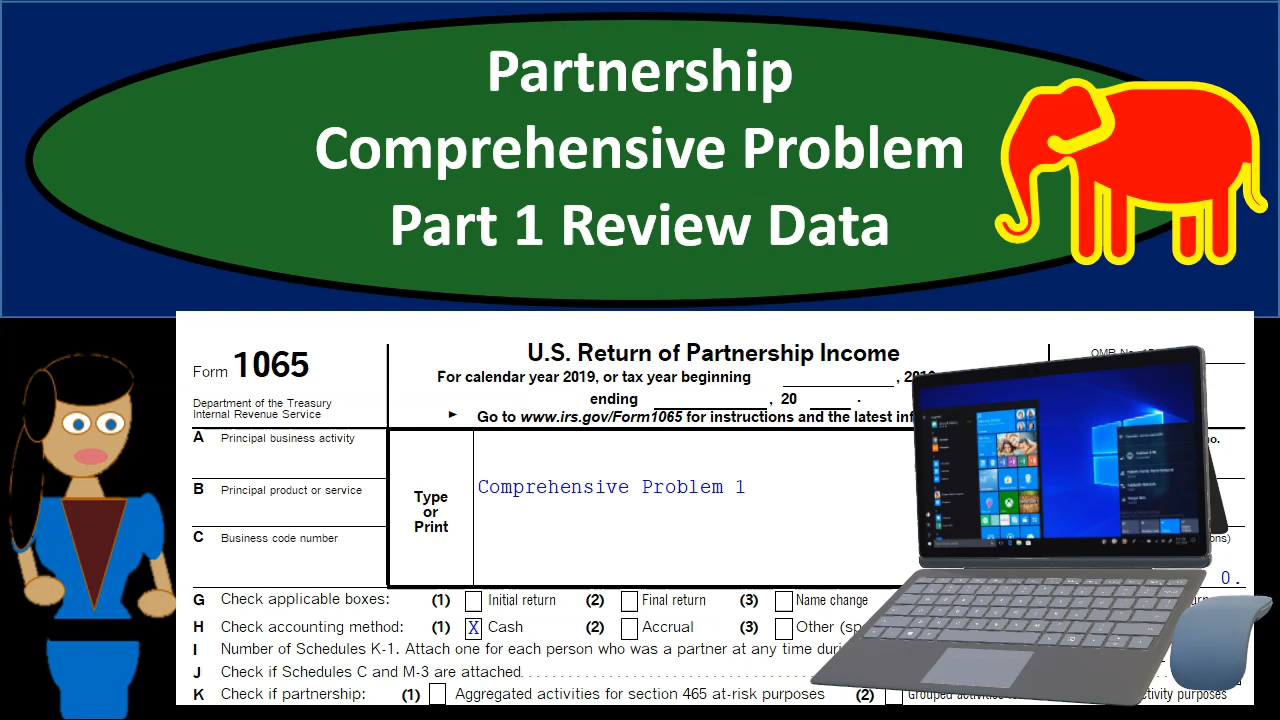 Partnership
Comprehensive Problem
Part 1 Review Data
Form 1065
U.S. Return of Partnership Income
For calendar year 2019, or tax year beginning
ending , 20 .
Department of the Treasury
Internal Revenue Service
► Go to www.irs.gov/Form1065 for instructions and the latest
A Principal business activity
B Principal product or service
C Business code number
Type
or
Print
Comprehensive Problem 1
no.
0.
G Check applicable boxes: (1) Initial return (2) Final return (3) Name change
H Check accounting method: (1) X Cash (2) Accrual (3) Other
I Number of Schedules K-1. Attach one for each person who was a partner at any time
J Check if Schedules C and M-3 are attached
K Check if partnership: (1) Aggregated activities for section 465 at-risk purposes (2) purposes